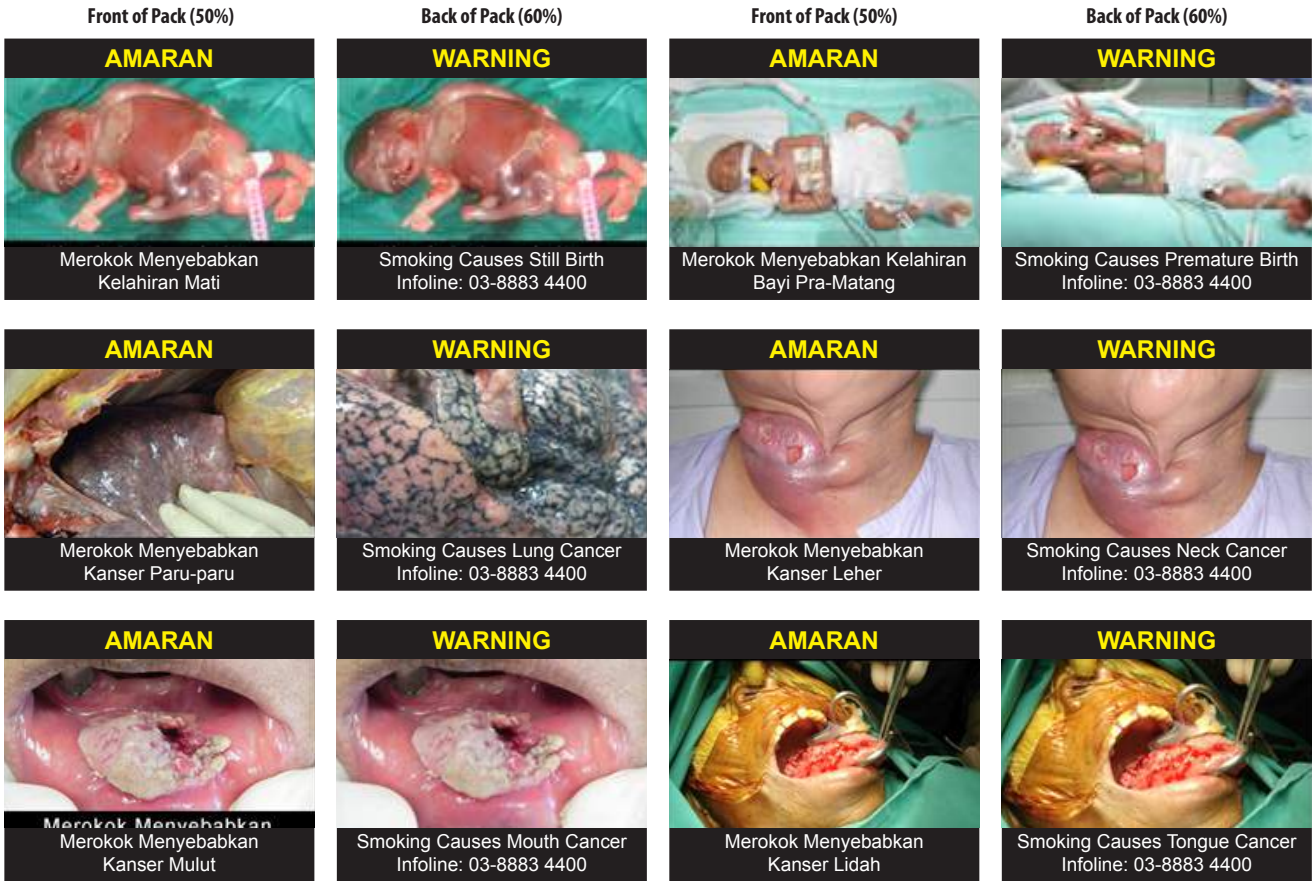 Front of Pack (50%)
Back of Pack (60%)
Front of Pack (50%)
Back of Pack (60%)
AMARAN
Merokok Menyebabkan
Kelahiran Mati
WARNING
Smoking Causes Still Birth
Infoline: 03-8883 4400
AMARAN
Merokok Menyebabkan Kelahiran
Bayi Pra-Matang
WARNING
Smoking Causes Premature Birth
Infoline: 03-8883 4400
AMARAN
Merokok Menyebabkan
Kanser Paru-paru
WARNING
Smoking Causes Lung Cancer
Infoline: 03-8883 4400
AMARAN
Merokok Menyebabkan
Kanser Leher
WARNING
Smoking Causes Neck Cancer
Infoline: 03-8883 4400
AMARAN
Merokok Menyebabkan
Merokok Menyebabkan
Kanser Mulut
WARNING
Smoking Causes Mouth Cancer
Infoline: 03-8883 4400
AMARAN
Merokok Menyebabkan
Kanser Lidah
WARNING
Smoking Causes Tongue Cancer
Infoline: 03-8883 4400